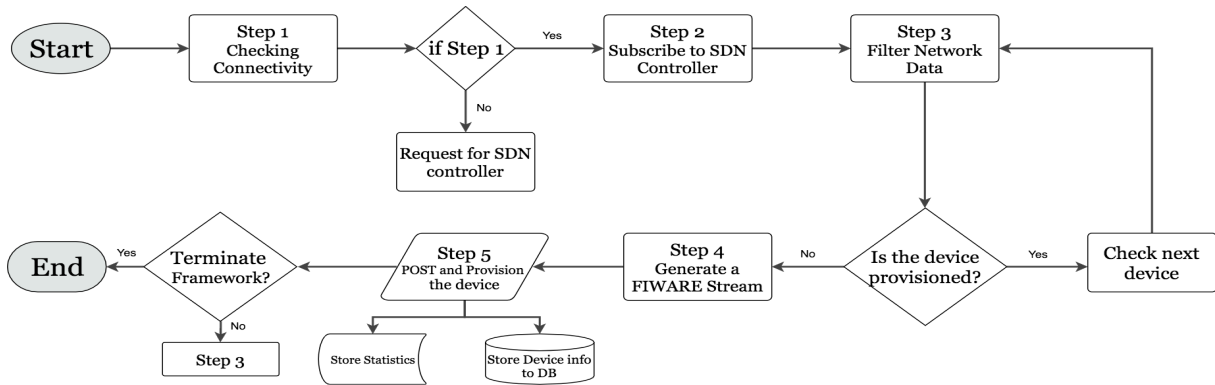 Start
Step 1
Checking
Connectivity
if Step 1
Yes
No
Request for SDN
controller
Step 2
Subscribe to SDN
Controller
Step 3
Filter Network
Data
Is the device
provisioned?
Yes
Check next
device
No
Step 4
Generate a
FIWARE Stream
Step 5
POST and Provision
the device
Store Statistics
Store Device info
to DB
Terminate
Framework?
Yes
End
No
Step 3